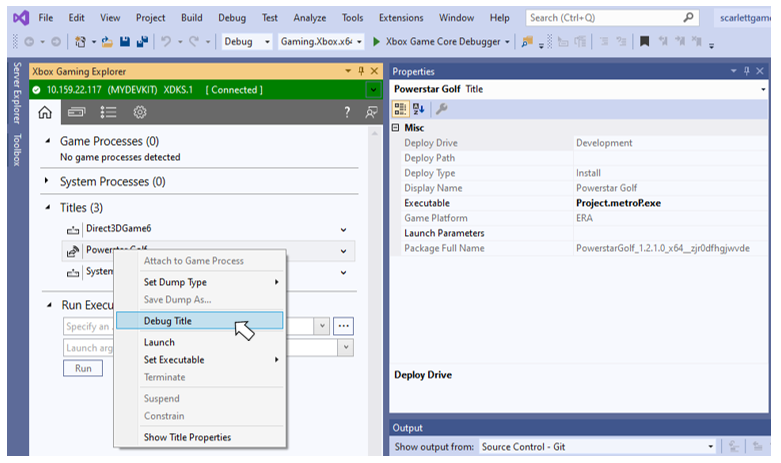 File Edit View Project Build Debug Test Analyze Tools Extensions Window Help Search (Ctrl+Q) scarlettgame
Debug Gaming.Xbox.x6 Xbox Game Core Debugger
Server Explorer
Toolbox
Xbox Gaming Explorer
10.159.22.117 (MYDEVKIT) XDKS.1 [ Connected ]
?
Game Processes (0)
No game processes detected
System Processes (0)
Titles (3)
Direct3DGame6
Powerstar Golf
System
Run Execu
Specify an
...
Launch arg
Run
Attach to Game Process
Set Dump Type
Save Dump As...
Debug Title
Launch
Set Executable
Terminate
Suspend
Constrain
Show Title Properties
Properties
Powerstar Golf Title
Misc
Deploy Drive Development
Deploy Path
Deploy Type Install
Display Name Powerstar Golf
Executable Project.metroP.exe
Game Platform ERA
Launch Parameters
Package Full Name PowerstarGolf_1.2.1.0_x64__zjr0dfhgjwvde
Deploy Drive
Output
Show output from: Source Control - Git